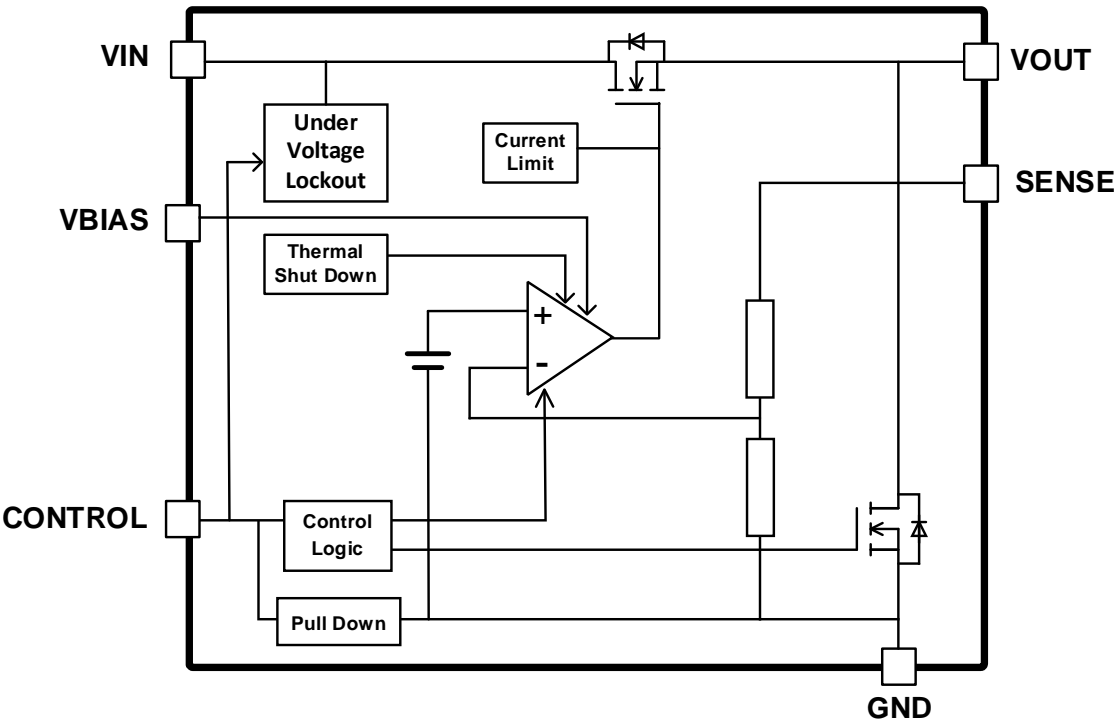 VIN
VOUT
Under
Voltage
Lockout
Current
Limit
SENSE
VBIAS
Thermal
Shut Down
+
-
CONTROL
Control
Logic
Pull Down
GND